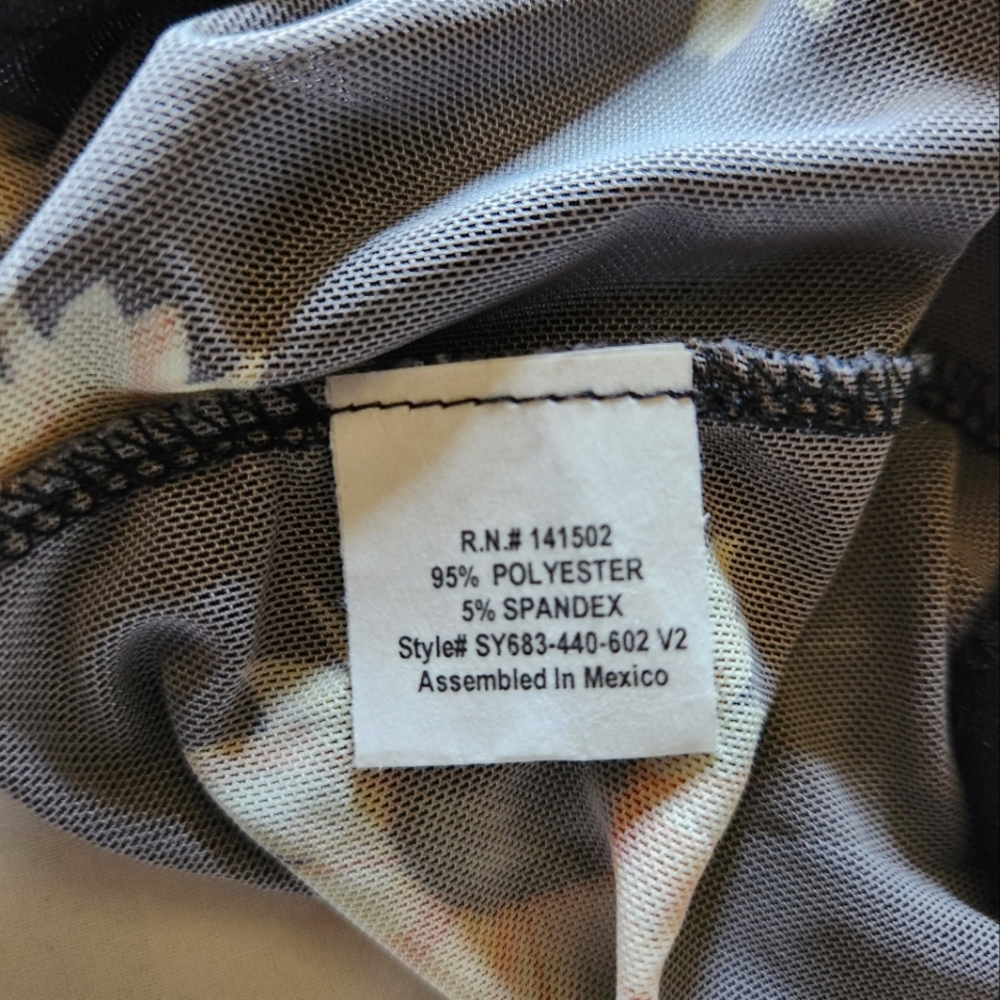 R.N.# 141502
95% POLYESTER
5% SPANDEX
Style# SY683-440-602 V2
Assembled In Mexico